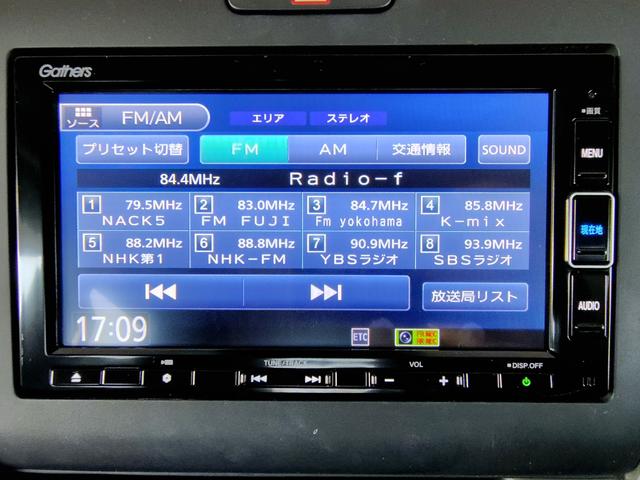 Gathers
ソース FM/AM エリア ステレオ
■画質
プリセット切替 FM AM 交通情報 SOUND
MENU
84.4MHz Radio-f
1 79.5MHz NACK5
2 83.0MHz FM FUJI
3 84.7MHz Fm yokohama
4 85.8MHz K-mix
現在地
5 88.2MHz NHK第1
6 88.8MHz NHK-FM
7 90.9MHz YBSラジオ
8 93.9MHz SBSラジオ
放送局リスト
AUDIO
17:09
ETC
TUNE/TRACK
VOL
■DISP.OFF